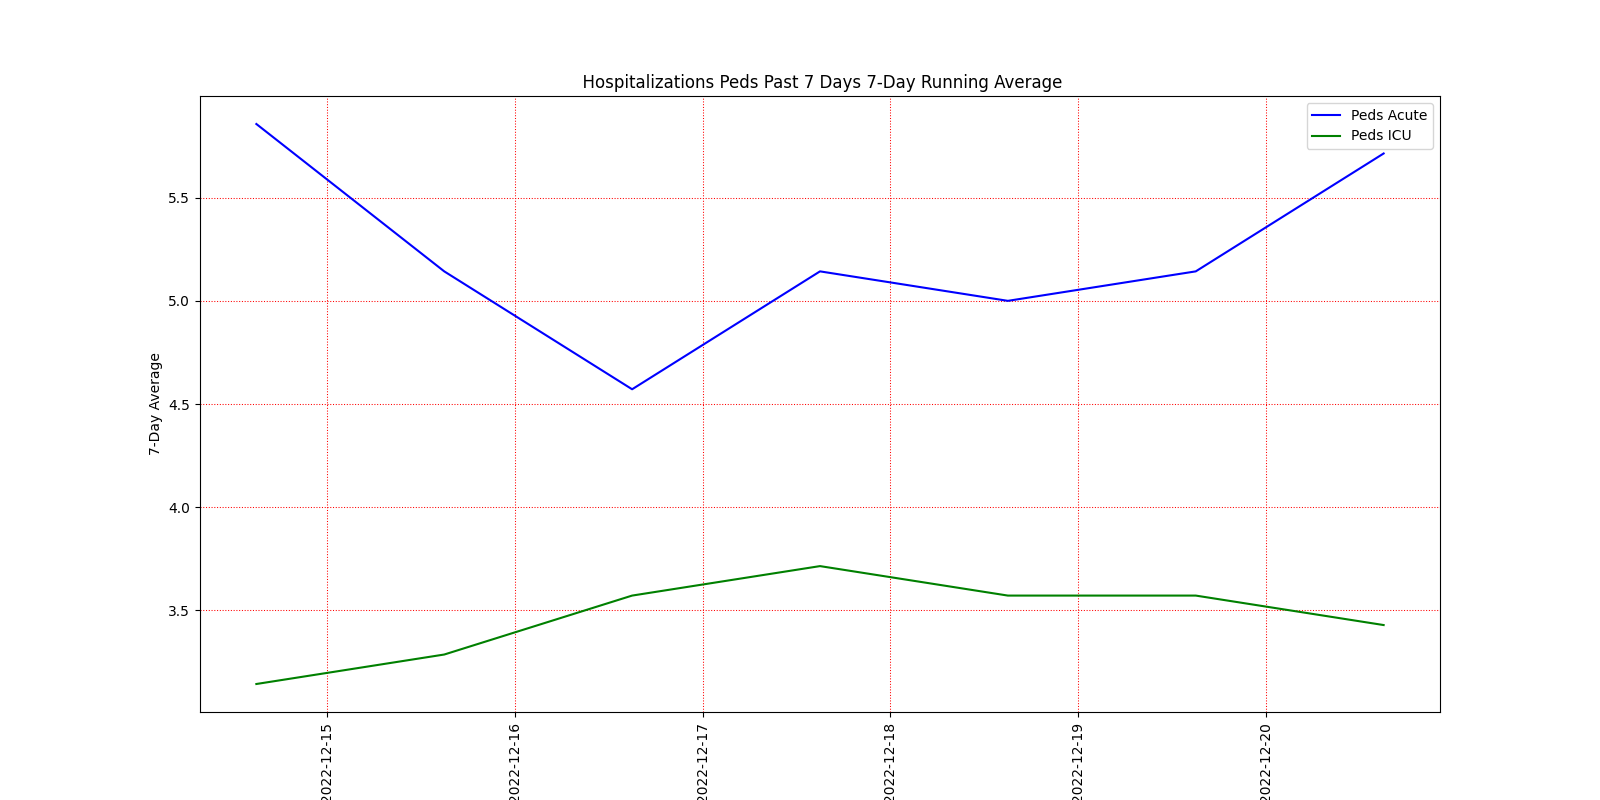 Hospitalizations Peds Past 7 Days 7-Day Running Average
Peds Acute
Peds ICU
7-Day Average
5.5
5.0
4.5
4.0
3.5
2022-12-15
2022-12-16
2022-12-17
2022-12-18
2022-12-19
2022-12-20